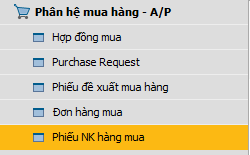 Phân hệ mua hàng - A/P
Hợp đồng mua
Purchase Request
Phiếu đề xuất mua hàng
Đơn hàng mua
Phiếu NK hàng mua